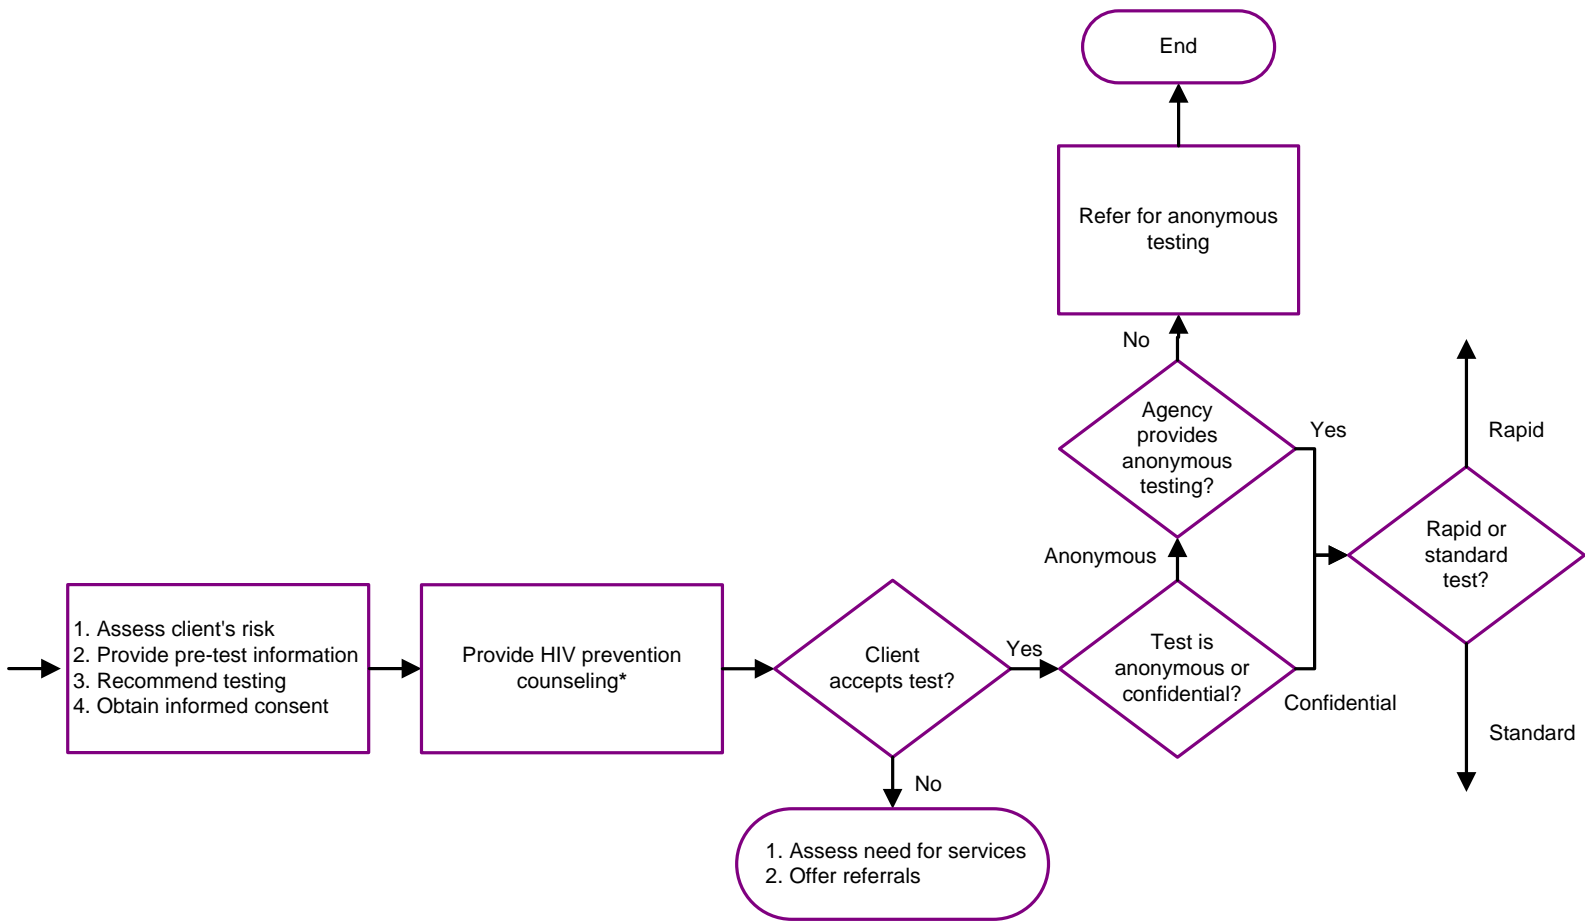 End
Refer for anonymous
testing
No
Agency
provides
anonymous
testing?
Yes
Rapid
Anonymous
Rapid or
standard
test?
1. Assess client's risk
2. Provide pre-test information
3. Recommend testing
4. Obtain informed consent
Provide HIV prevention
counseling*
Client
accepts test?
Yes
Test is
anonymous or
confidential?
Confidential
Standard
No
1. Assess need for services
2. Offer referrals